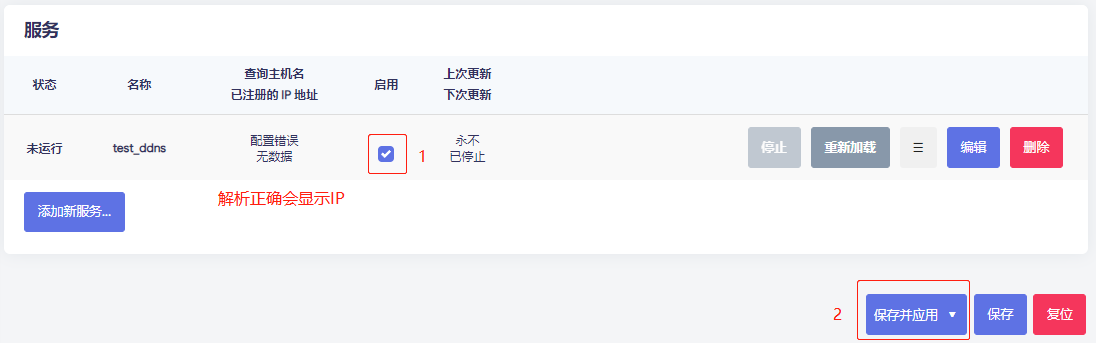 服务
状态 名称 查询主机名 启用 上次更新
已注册的 IP 地址 下次更新
未运行 test_ddns 配置错误 1 永不 停止 重新加载 ☰ 编辑 删除
无数据 已停止
解析正确会显示IP
添加新服务...
2 保存并应用 ▼ 保存 复位